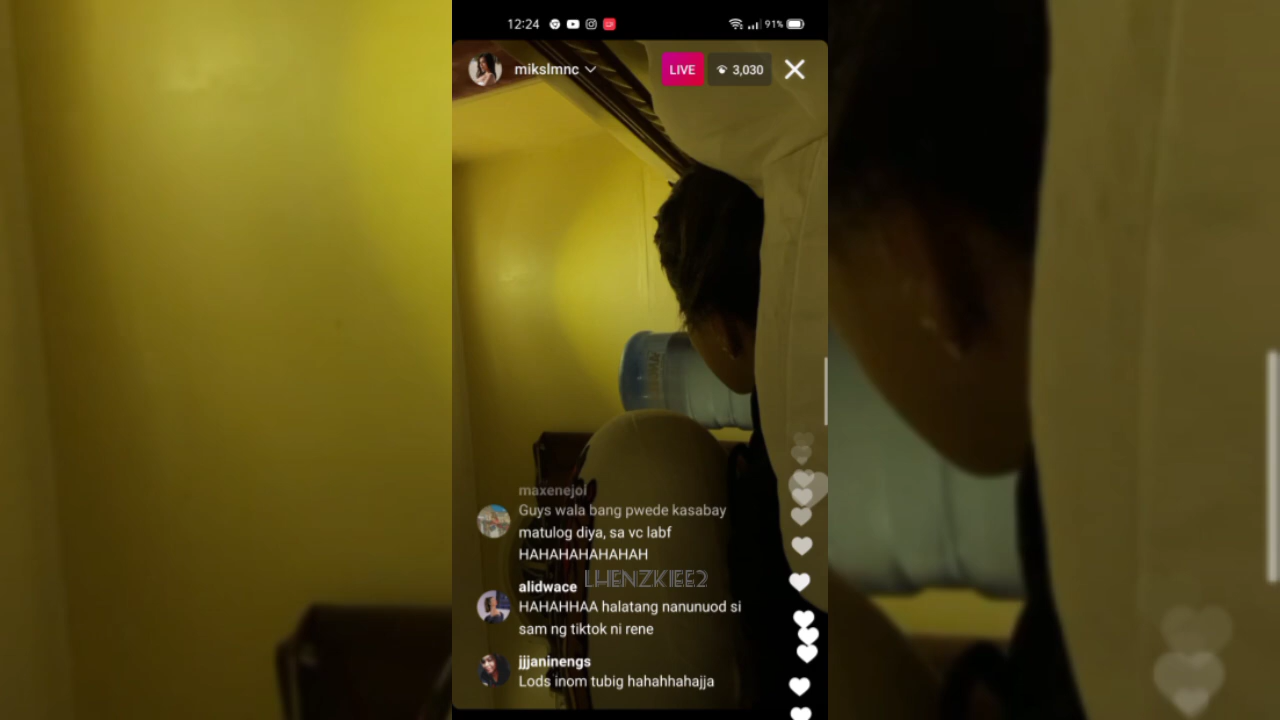 12:24
91%
mikslmnc
LIVE
3,030
maxenejoi
Guys wala bang pwede kasabay
matulog diya, sa vc labf
HAHAHAHAHAHAH
LHENZKIEE2
alidwace
HAHAHHAA halatang nanunuod si
sam ng tiktok ni rene
jjjaninengs
Lods inom tubig hahahhahajja